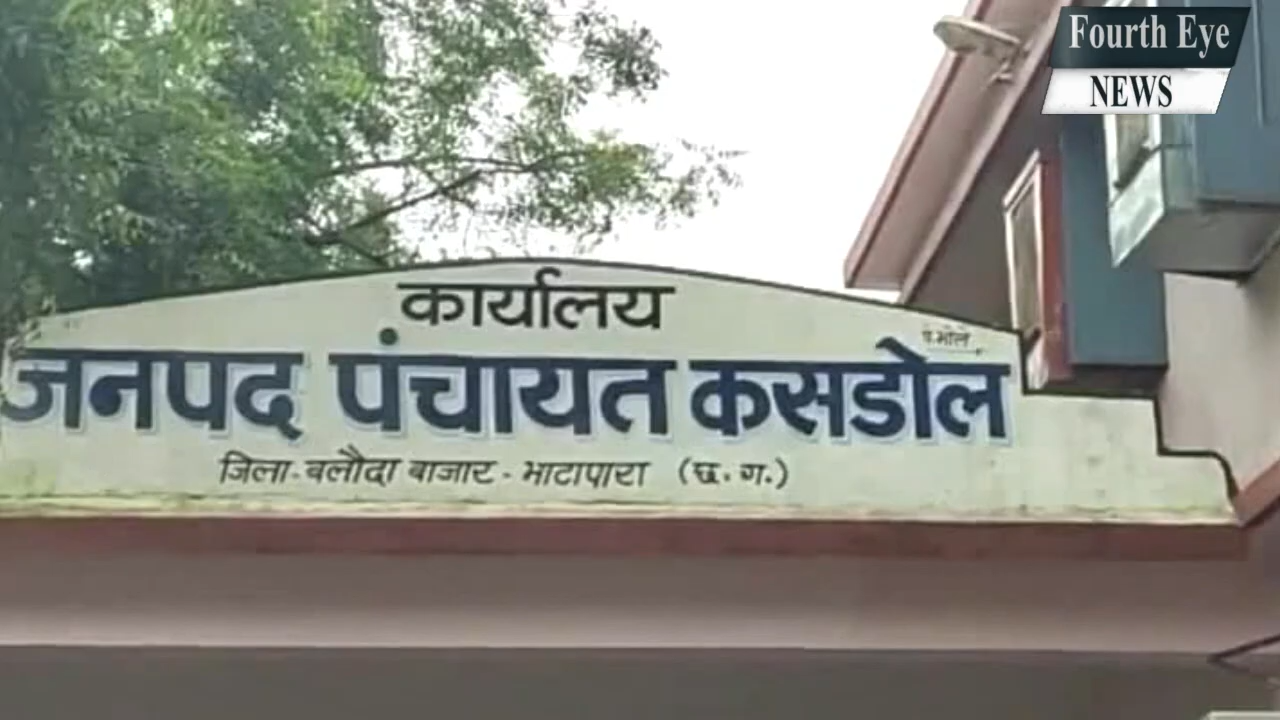 Fourth Eye
NEWS
कार्यालय
जनपद पंचायत कसडोल
जिला-बलौदा बाजार-भाटापारा (छ.ग.)